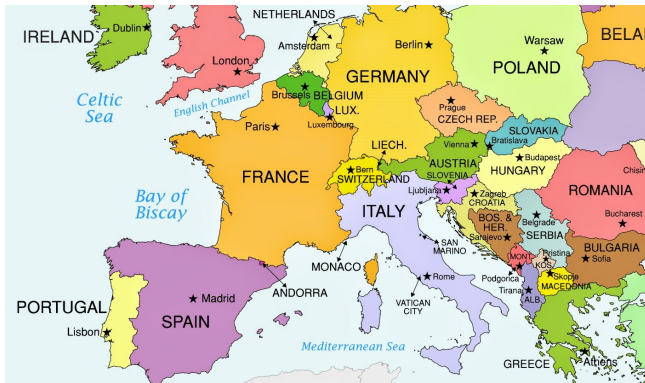 NETHERLANDS
Dublin
IRELAND
Amsterdam
Berlin
Warsaw
BELA
London
POLAND
GERMANY
Celtic
Sea
English Channel
Brussels
BELGIUM
LUX.
Luxembourg
Prague
CZECH REP.
Paris
SLOVAKIA
Vienna
Bratislava
LIECH.
Budapest
AUSTRIA
FRANCE
Bern
SWITZERLAND
SLOVENIA
HUNGARY
Chisin
Ljubljana
Zagreb
CROATIA
ROMANIA
Bay of
Biscay
ITALY
BOS. &
HER.
Belgrade
Bucharest
SERBIA
Sarajevo
SAN
MARINO
BULGARIA
Pristina
Sofia
MONT.
KOS.
MONACO
Podgorica
Skopje
MACEDONIA
Rome
ANDORRA
Tirana
ALB.
Madrid
VATICAN
CITY
PORTUGAL
SPAIN
Lisbon
Mediterranean Sea
GREECE
Athens